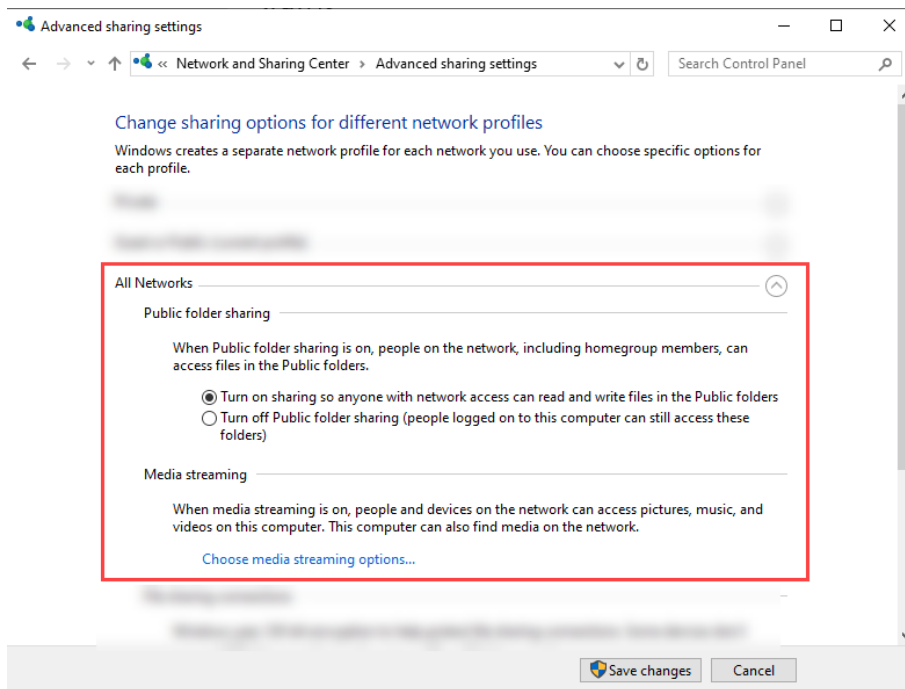 Advanced sharing settings
« Network and Sharing Center › Advanced sharing settings
Search Control Panel
Change sharing options for different network profiles
Windows creates a separate network profile for each network you use. You can choose specific options for
each profile.
All Networks
Public folder sharing
When Public folder sharing is on, people on the network, including homegroup members, can
access files in the Public folders.
Turn on sharing so anyone with network access can read and write files in the Public folders
Turn off Public folder sharing (people logged on to this computer can still access these
folders)
Media streaming
When media streaming is on, people and devices on the network can access pictures, music, and
videos on this computer. This computer can also find media on the network.
Choose media streaming options...
Save changes
Cancel